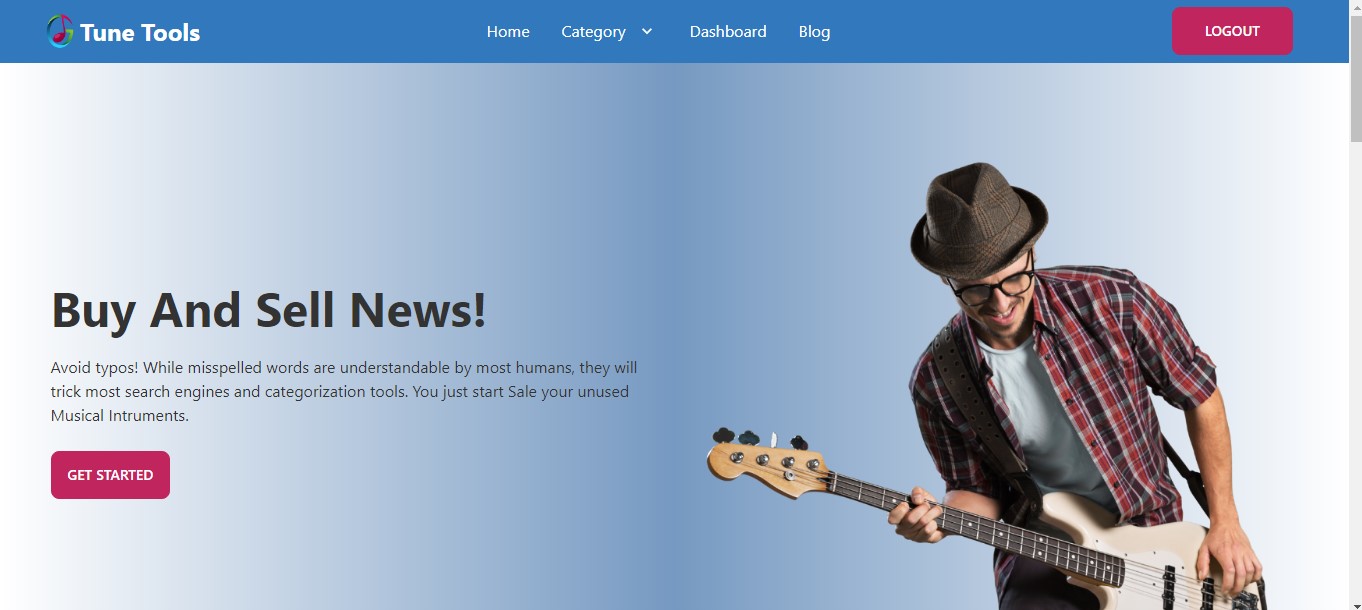 Tune Tools
Home
Category
Dashboard
Blog
LOGOUT
Buy And Sell News!
Avoid typos! While misspelled words are understandable by most humans, they will
trick most search engines and categorization tools. You just start Sale your unused
Musical Intruments.
GET STARTED